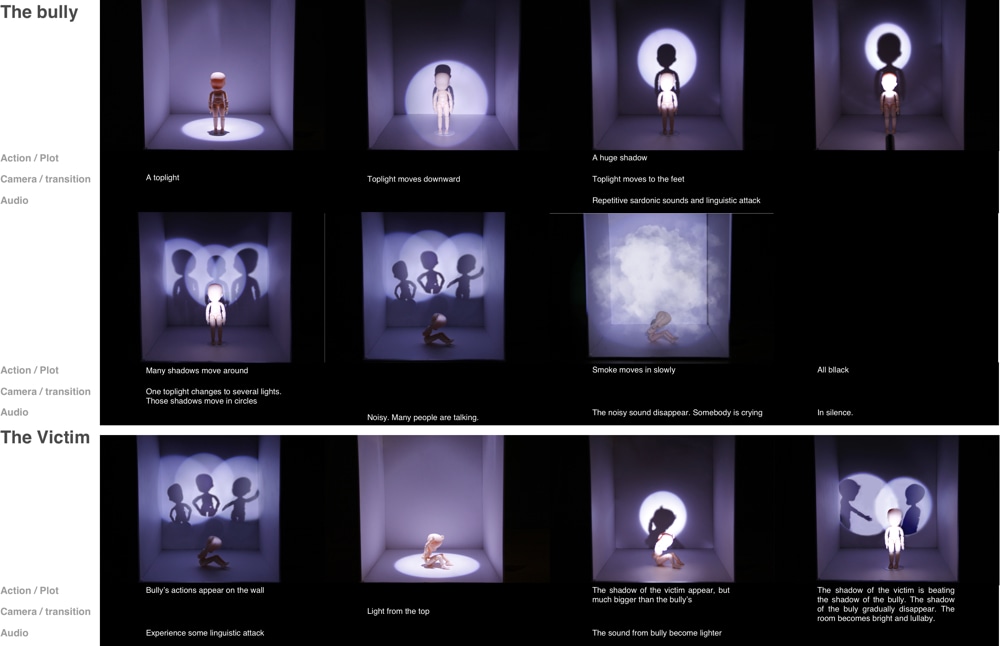 The bully
Action / Plot
Camera / transition
Audio
A toplight
Toplight moves downward
A huge shadow
Toplight moves to the feet
Repetitive sardonic sounds and linguistic attack
Action / Plot
Camera / transition
Audio
Many shadows move around
One toplight changes to several lights.
Those shadows move in circles
Noisy. Many people are talking.
Smoke moves in slowly
The noisy sound disappear. Somebody is crying
All bllack
In silence.
The Victim
Action / Plot
Camera / transition
Audio
Bully's actions appear on the wall
Experience some linguistic attack
Light from the top
The shadow of the victim appear, but
much bigger than the bully's
The sound from bully become lighter
The shadow of the victim is beating
the shadow of the bully. The shadow
of the buly gradually disappear. The
room becomes bright and lullaby.